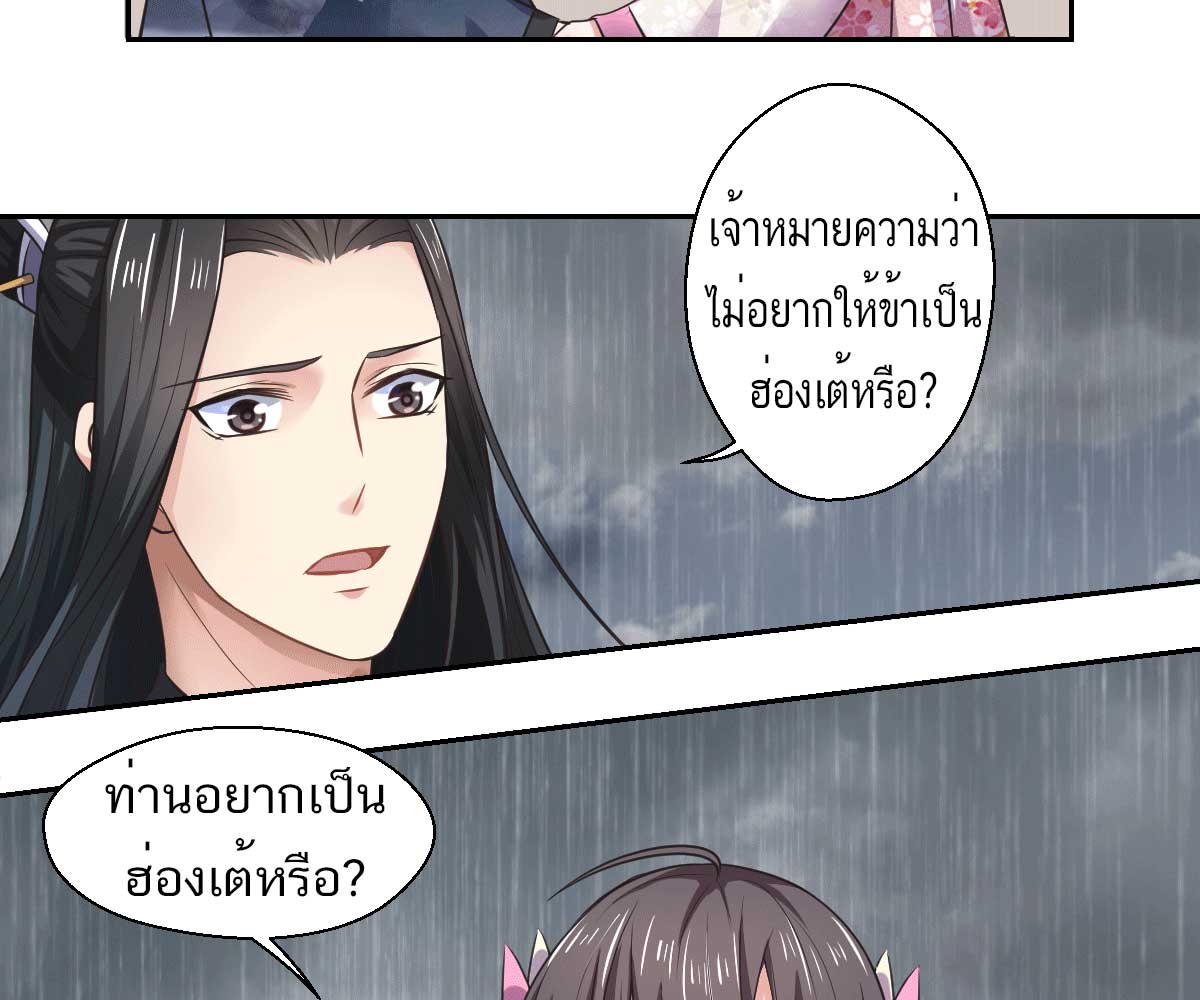 เจ้าหมายความว่า
ไม่อยากให้ข้าเป็น
ฮ่องเต้หรือ?
ท่านอยากเป็น
ฮ่องเต้หรือ?